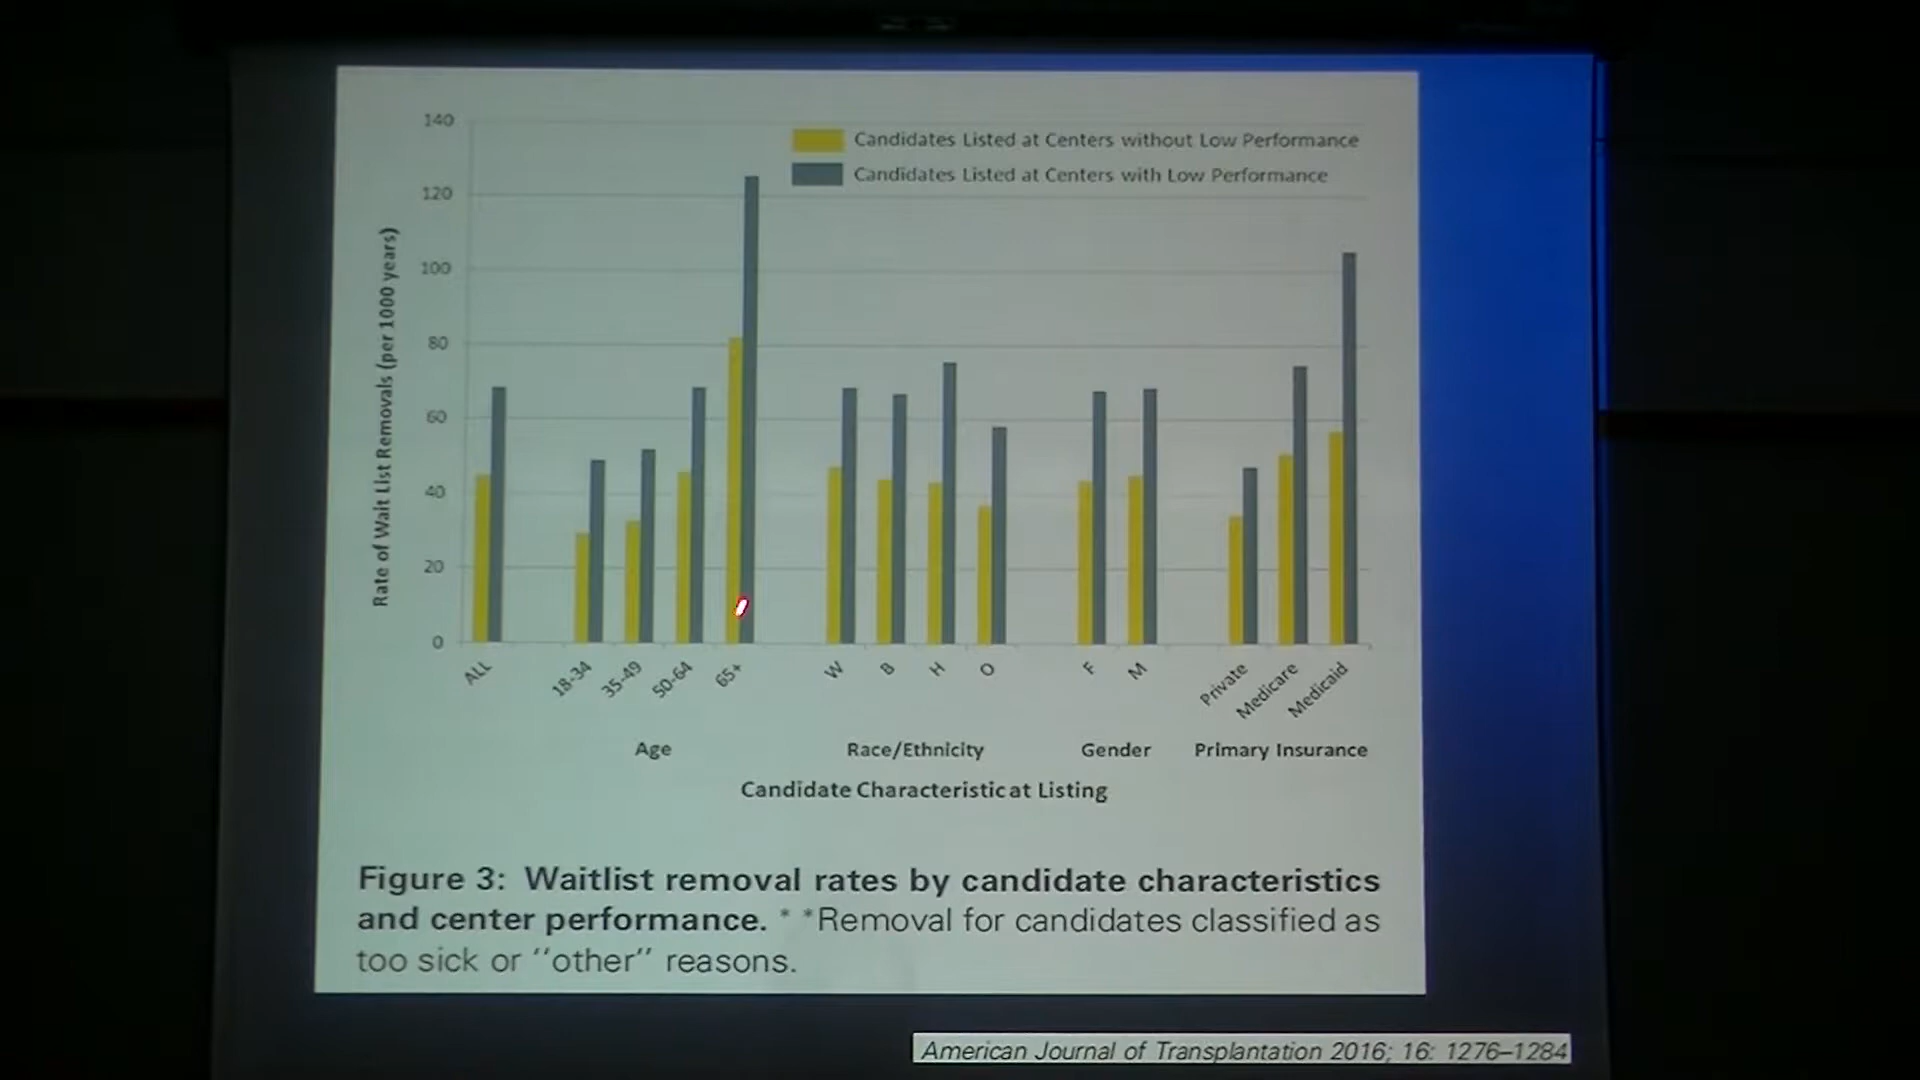 140
Candidates Listed at Centers without Low Performance
Candidates Listed at Centers with Low Performance
120
100
80
60
40
20
0
Rate of Wait List Removals (per 1000 years)
ALL
18-34
35-49
50-64
65+
W
B
H
O
F
M
Private
Medicare
Medicaid
Age
Race/Ethnicity
Gender
Primary Insurance
Candidate Characteristic at Listing
Figure 3: Waitlist removal rates by candidate characteristics
and center performance. * *Removal for candidates classified as
too sick or ‘‘other’’ reasons.
American Journal of Transplantation 2016; 16: 1276–1284